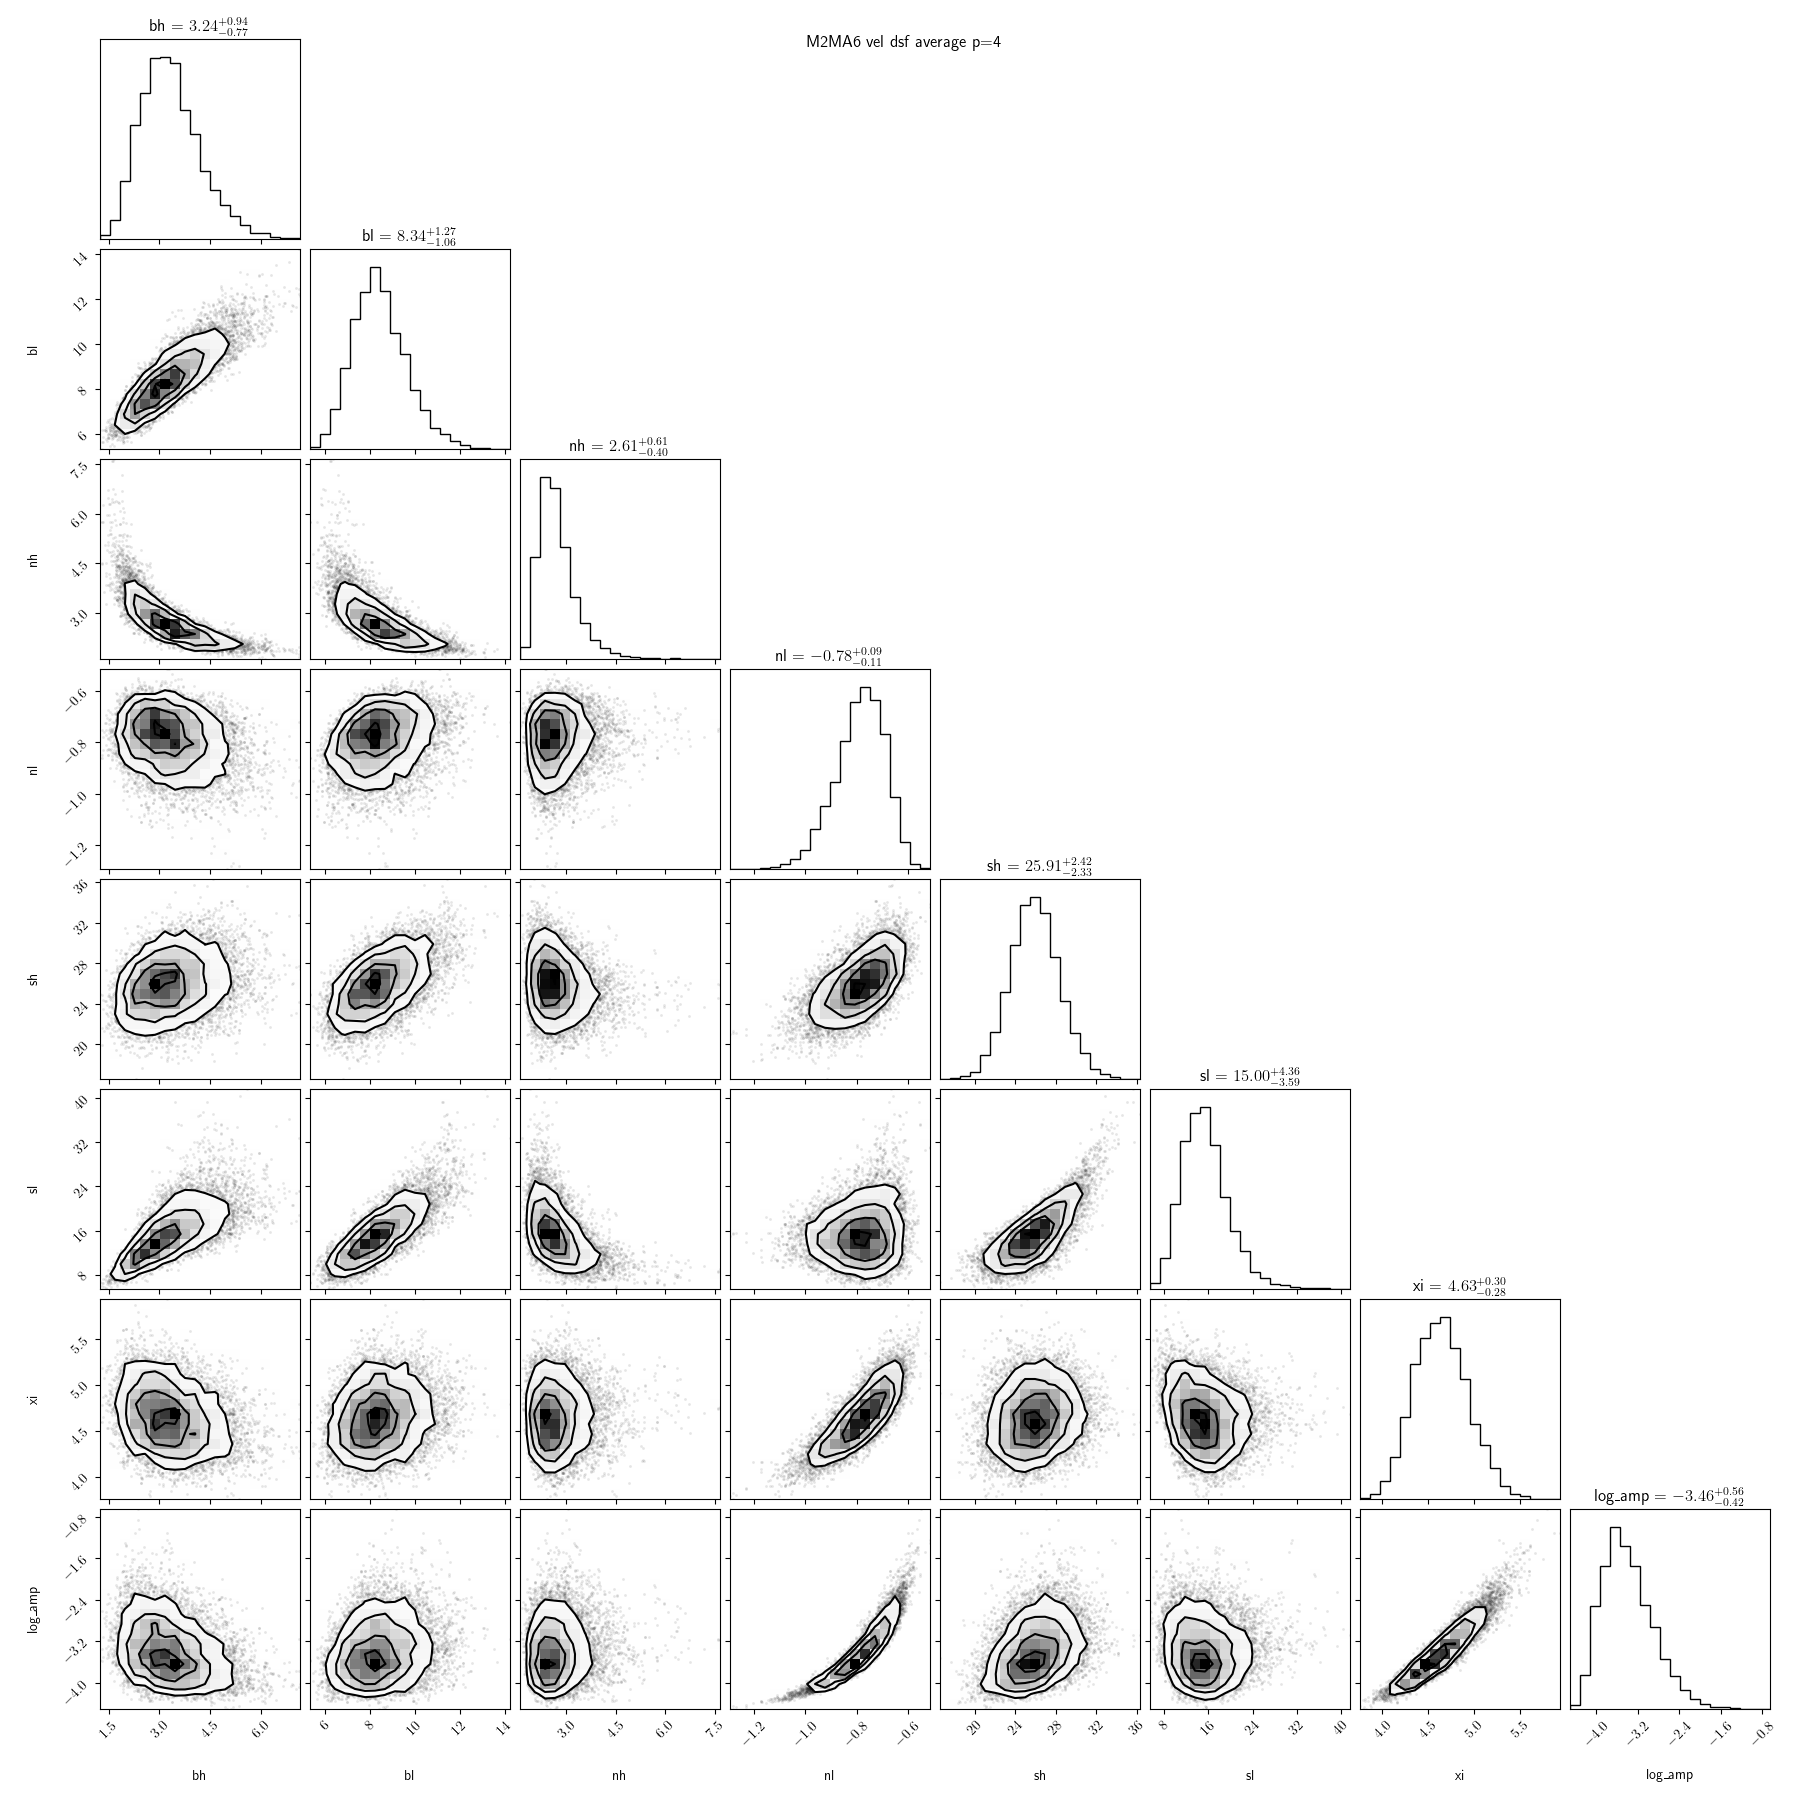 M2MA6 vel dsf average p=4
bh = 3.24+0.94 −0.77
bl = 8.34+1.27 −1.06
nh = 2.61+0.61 −0.40
nl = −0.78+0.09 −0.11
sh = 25.91+2.42 −2.33
sl = 15.00+4.36 −3.59
xi = 4.63+0.30 −0.28
log_amp = −3.46+0.56 −0.42
bl
14
12
10
8
6
nh
7.5
6.0
4.5
3.0
nl
−0.6
−0.8
−1.0
−1.2
sh
36
32
28
24
20
sl
40
32
24
16
8
xi
5.5
5.0
4.5
4.0
log_amp
−0.8
−1.6
−2.4
−3.2
−4.0
1.5 3.0 4.5 6.0
6 8 10 12 14
3.0 4.5 6.0 7.5
−1.2 −1.0 −0.8 −0.6
20 24 28 32 36
8 16 24 32 40
4.0 4.5 5.0 5.5
−4.0 −3.2 −2.4 −1.6 −0.8
bh bl nh nl sh sl xi log_amp